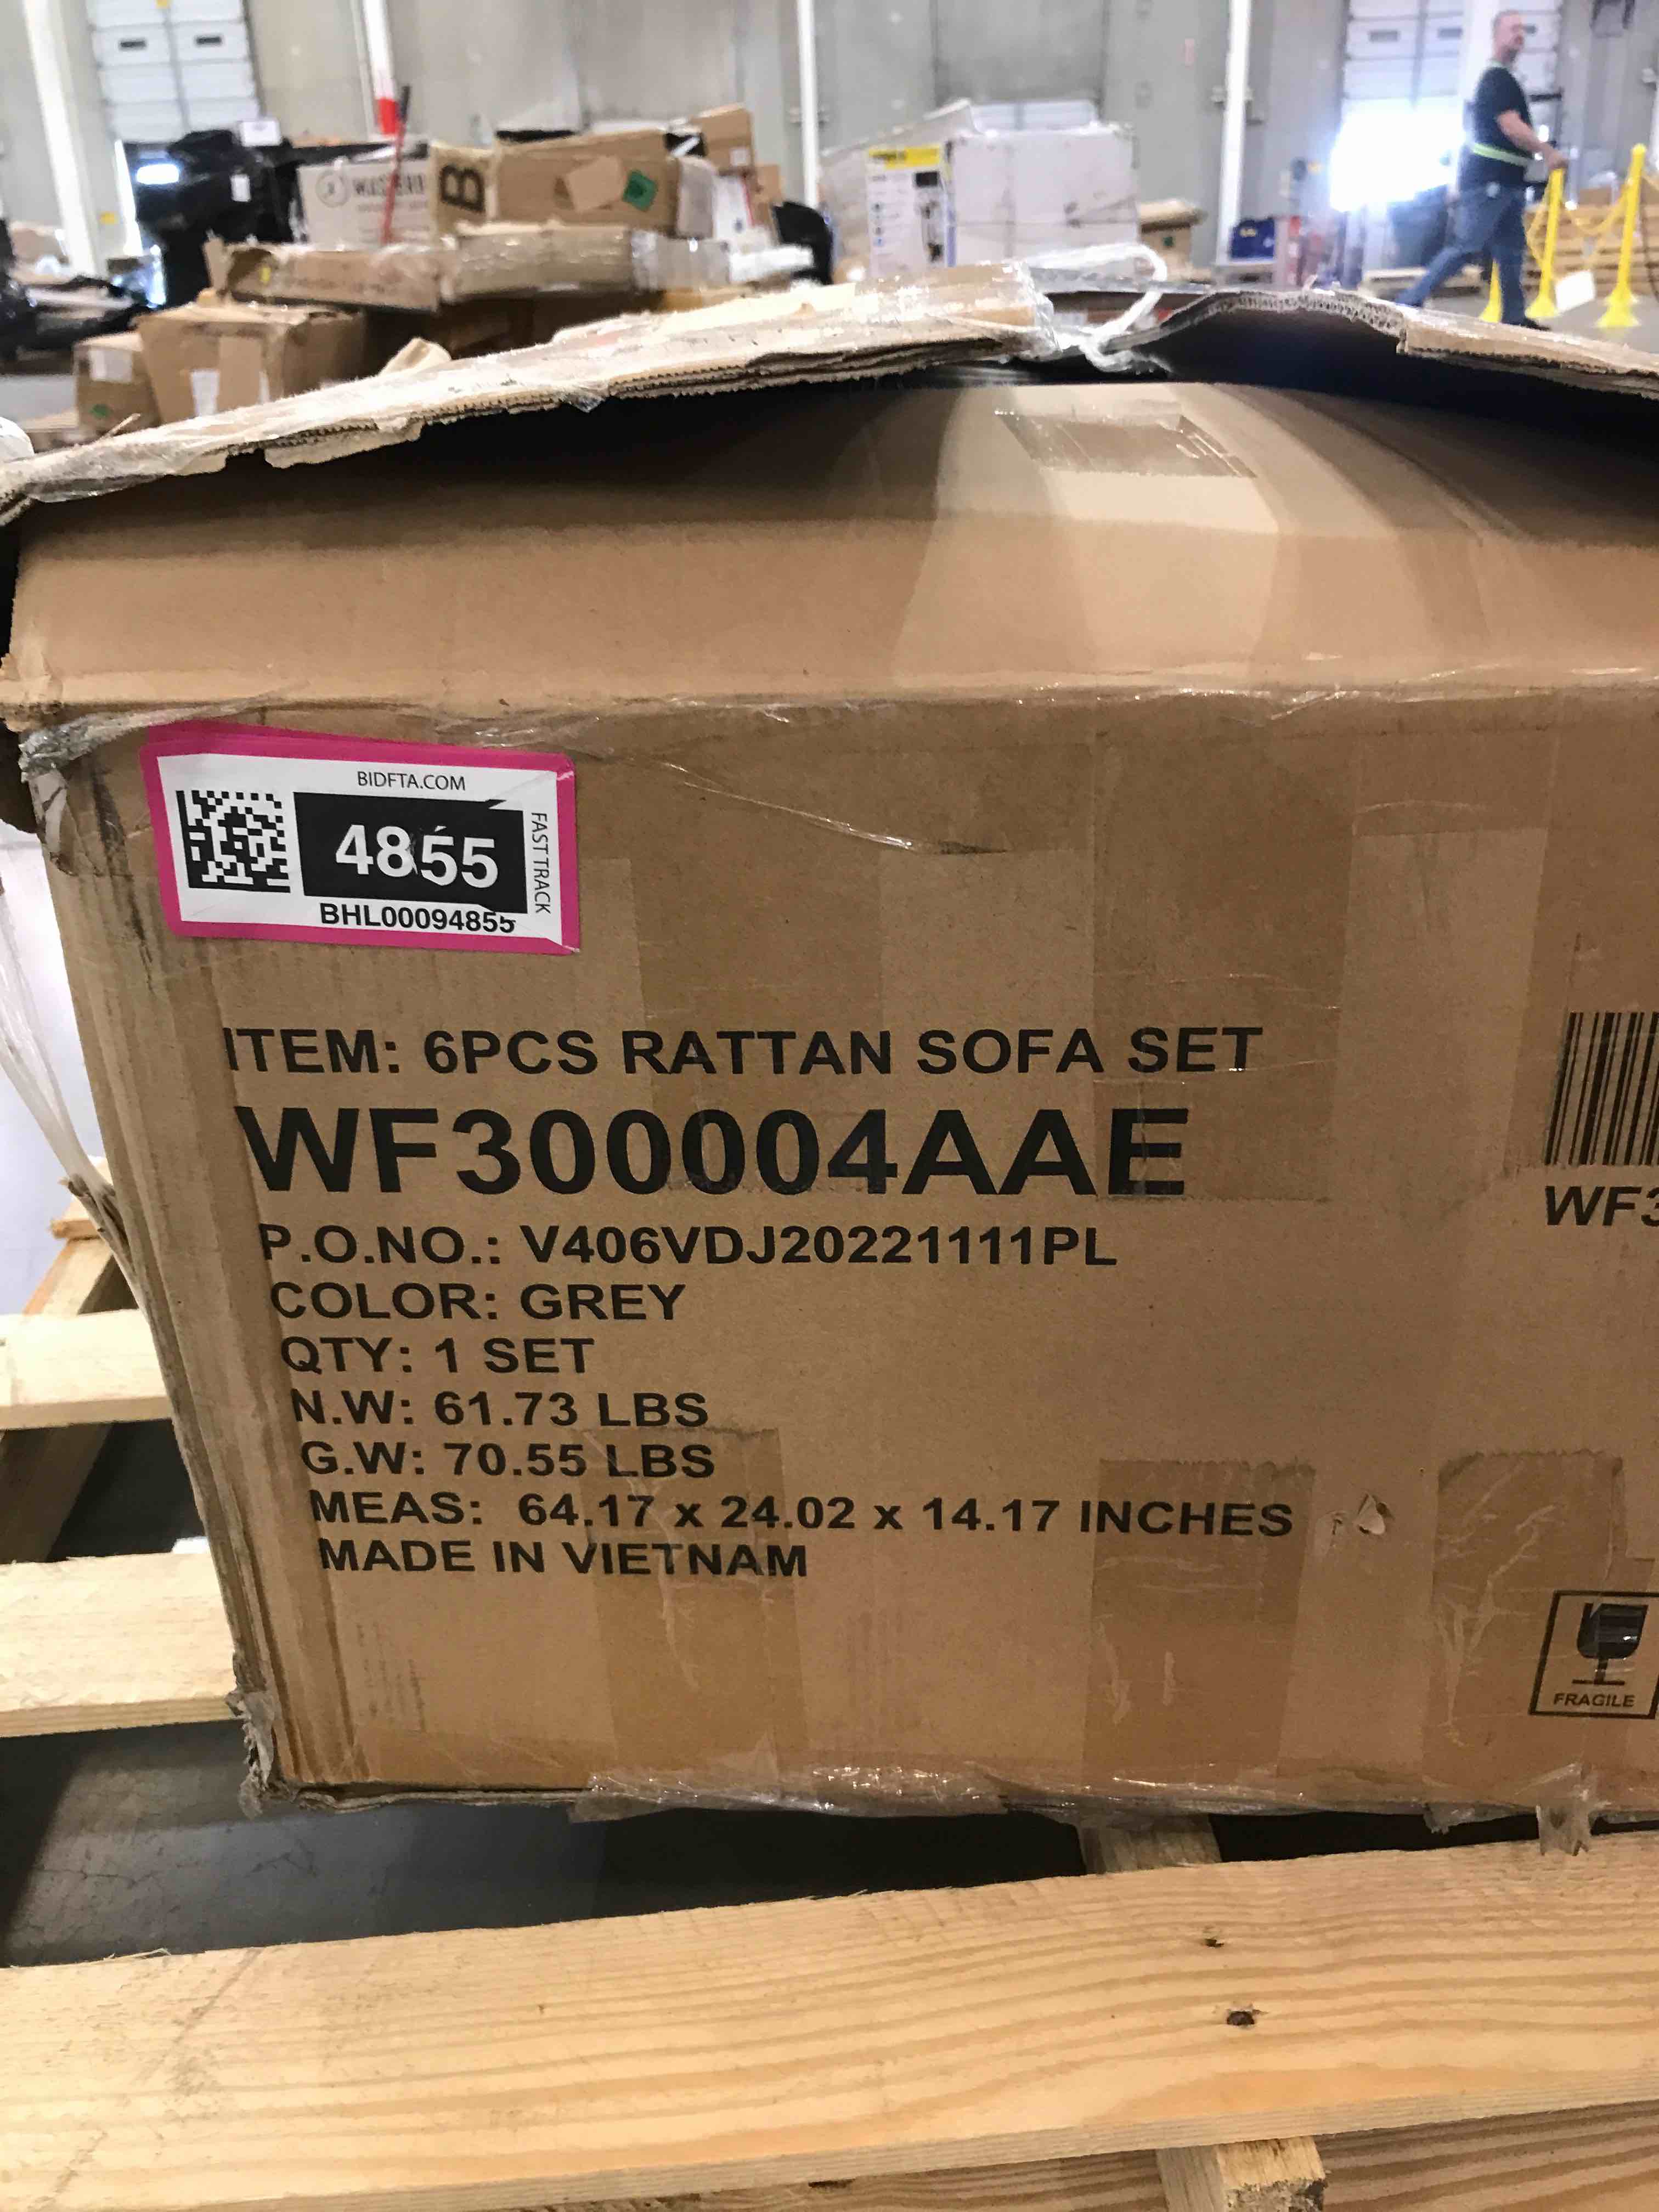 B
BIDFTA.COM
4855
FAST TRACK
BHL00094855
ITEM: 6PCS RATTAN SOFA SET
WF300004AAE
P.O.NO.: V406VDJ20221111PL
COLOR: GREY
QTY: 1 SET
N.W: 61.73 LBS
G.W: 70.55 LBS
MEAS: 64.17 x 24.02 x 14.17 INCHES
MADE IN VIETNAM
WF3
FRAGILE